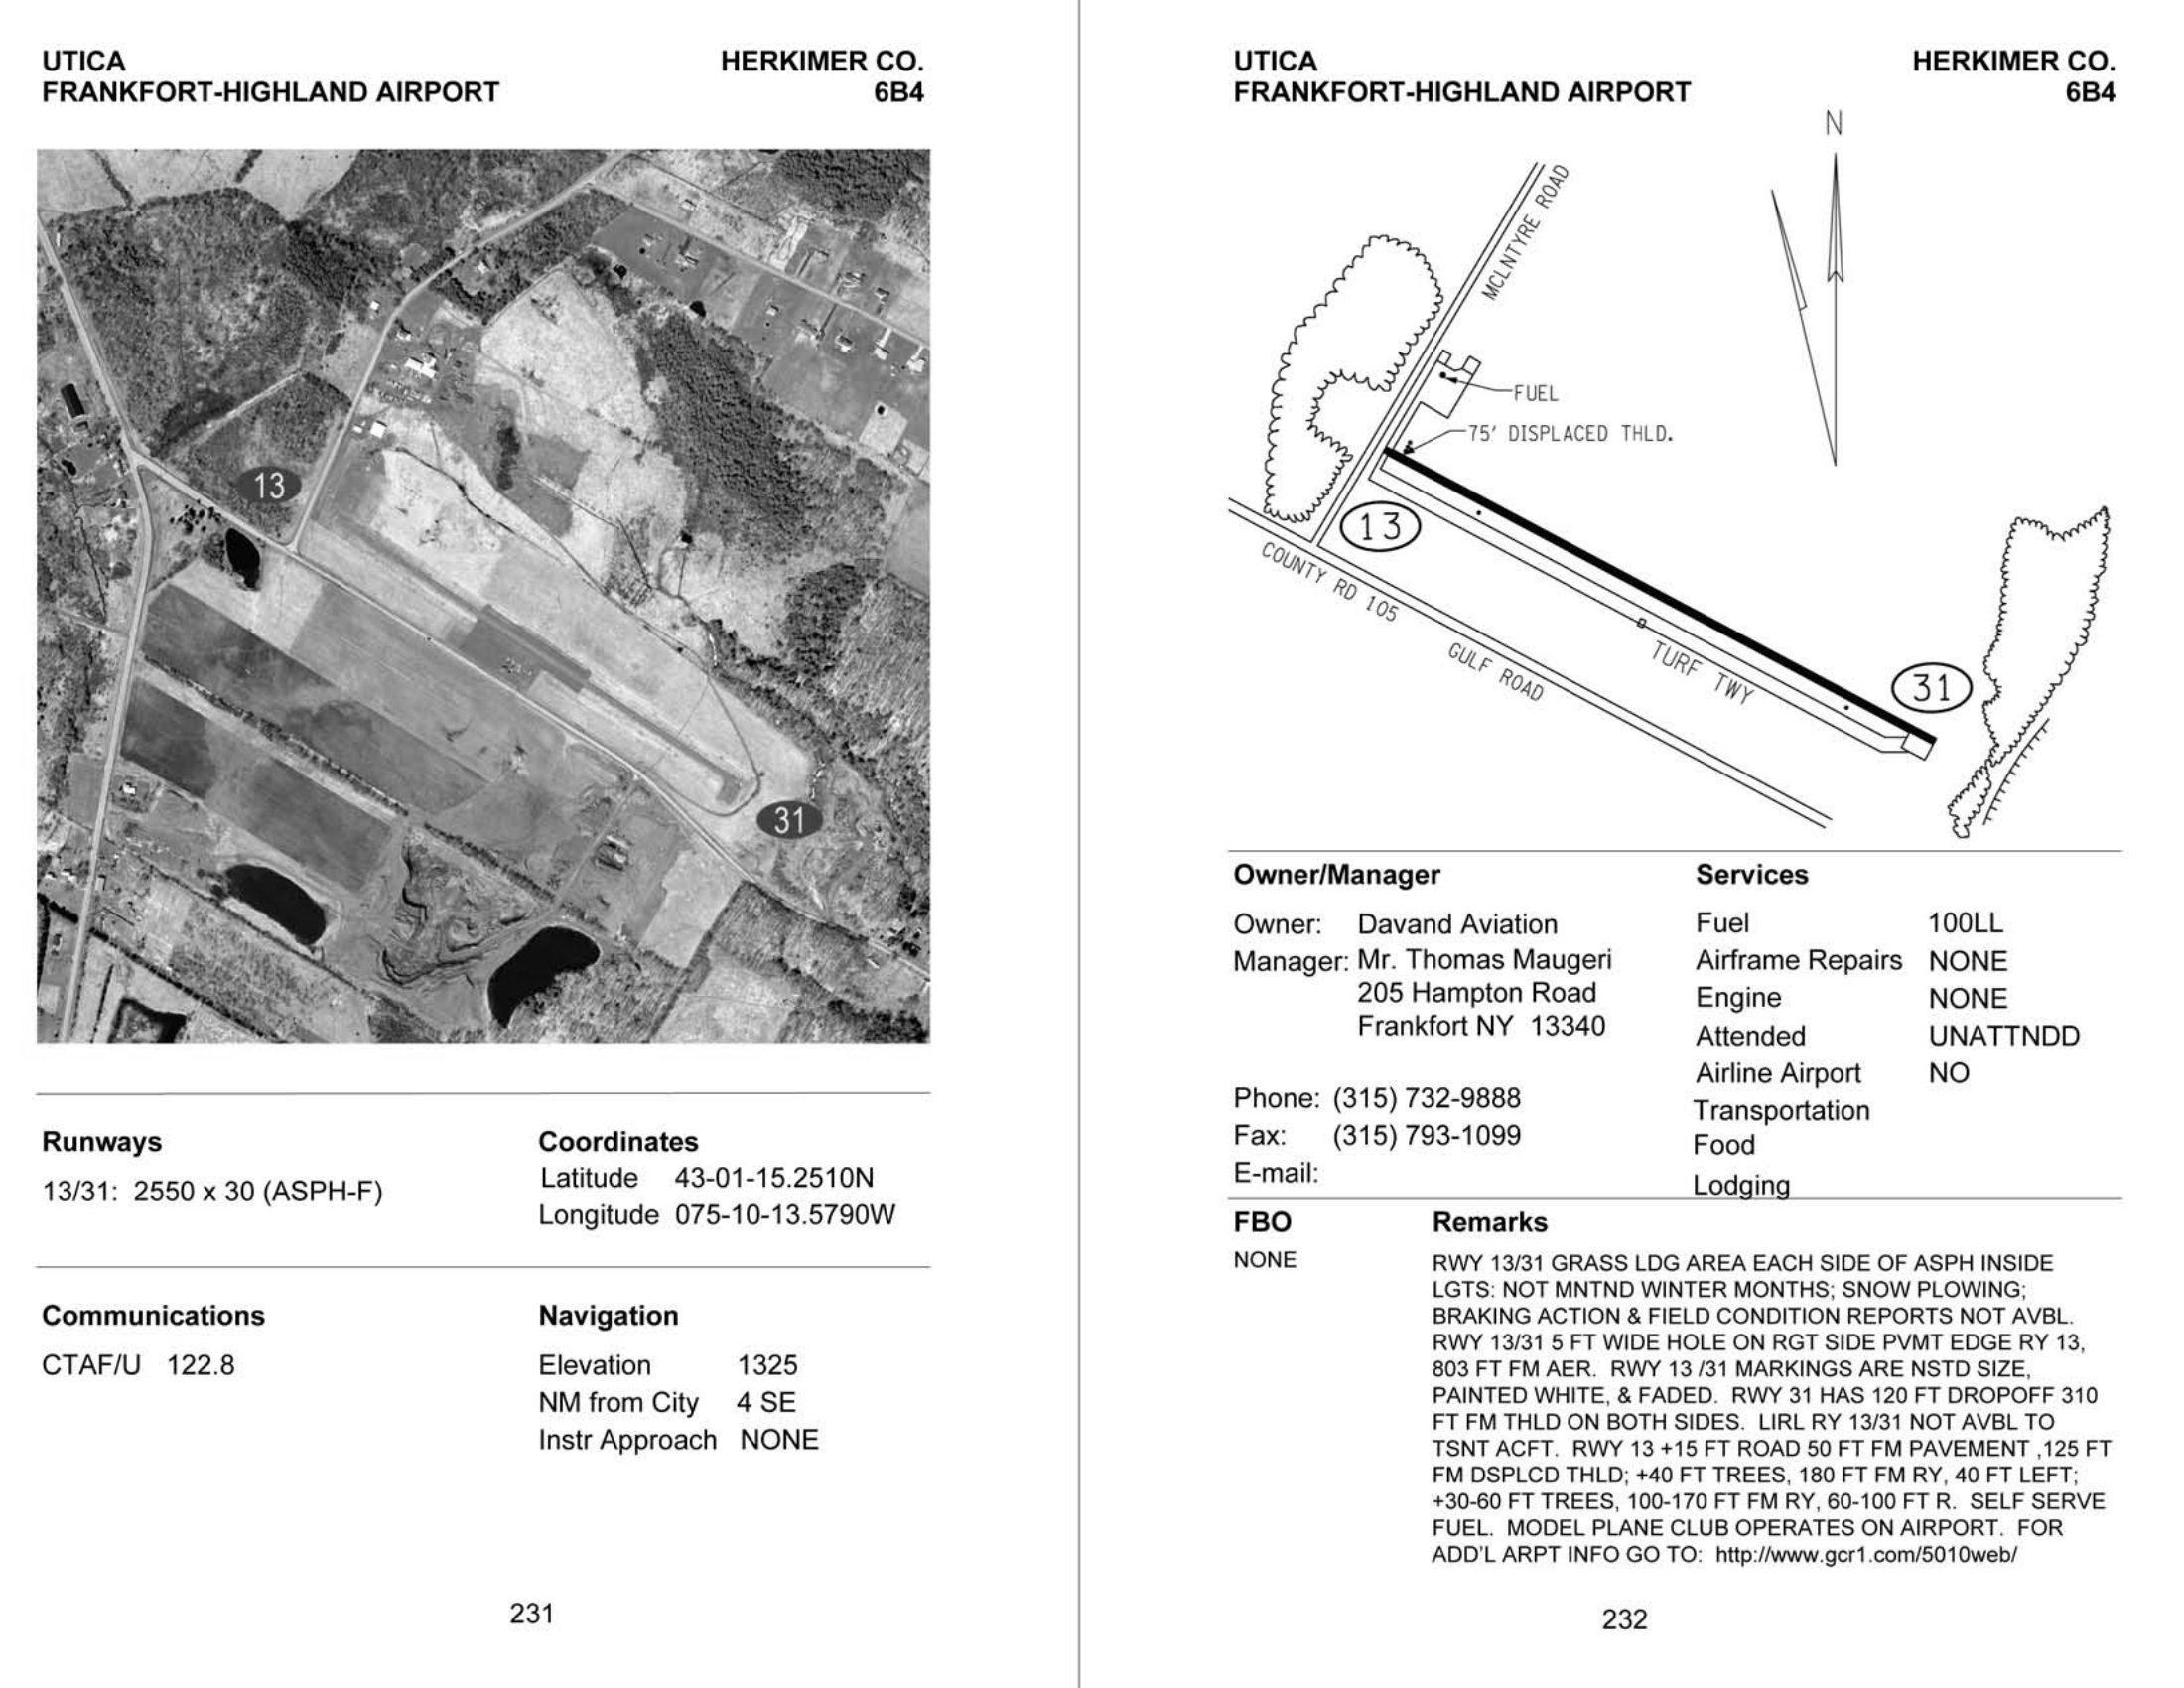 UTICA
HERKIMER CO.
FRANKFORT-HIGHLAND AIRPORT
6B4
13
31
Runways
13/31: 2550 x 30 (ASPH-F)
Coordinates
Latitude 43-01-15.2510N
Longitude 075-10-13.5790W
Communications
CTAF/U 122.8
Navigation
Elevation 1325
NM from City 4 SE
Instr Approach NONE
231
UTICA
HERKIMER CO.
FRANKFORT-HIGHLAND AIRPORT
6B4
N
MCLNTYRE ROAD
FUEL
75' DISPLACED THLD.
13
COUNTY RD 105
GULF ROAD
TURF TWY
31
Owner/Manager
Owner: Davand Aviation
Manager: Mr. Thomas Maugeri
205 Hampton Road
Frankfort NY 13340
Phone: (315) 732-9888
Fax: (315) 793-1099
E-mail:
Services
Fuel 100LL
Airframe Repairs NONE
Engine NONE
Attended UNATTNDD
Airline Airport NO
Transportation
Food
Lodging
FBO
NONE
Remarks
RWY 13/31 GRASS LDG AREA EACH SIDE OF ASPH INSIDE
LGTS: NOT MNTND WINTER MONTHS; SNOW PLOWING;
BRAKING ACTION & FIELD CONDITION REPORTS NOT AVBL.
RWY 13/31 5 FT WIDE HOLE ON RGT SIDE PVMT EDGE RY 13,
803 FT FM AER. RWY 13 /31 MARKINGS ARE NSTD SIZE,
PAINTED WHITE, & FADED. RWY 31 HAS 120 FT DROPOFF 310
FT FM THLD ON BOTH SIDES. LIRL RY 13/31 NOT AVBL TO
TSNT ACFT. RWY 13 +15 FT ROAD 50 FT FM PAVEMENT ,125 FT
FM DSPLCD THLD; +40 FT TREES, 180 FT FM RY, 40 FT LEFT;
+30-60 FT TREES, 100-170 FT FM RY, 60-100 FT R. SELF SERVE
FUEL. MODEL PLANE CLUB OPERATES ON AIRPORT. FOR
ADD'L ARPT INFO GO TO: http://www.gcr1.com/5010web/
232